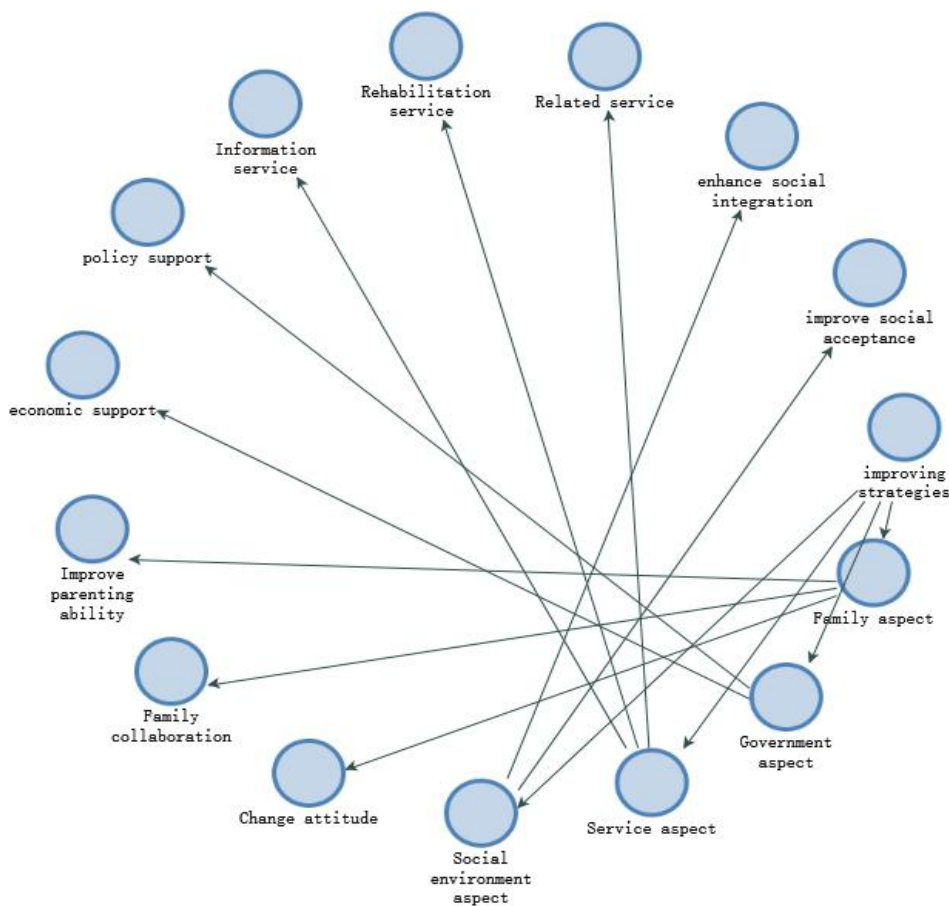 Rehabilitation
service
Related service
Information
service
enhance social
integration
policy support
improve social
acceptance
economic support
improving
strategies
Improve
parenting
ability
Family aspect
Family
collaboration
Government
aspect
Change attitude
Service aspect
Social
environment
aspect